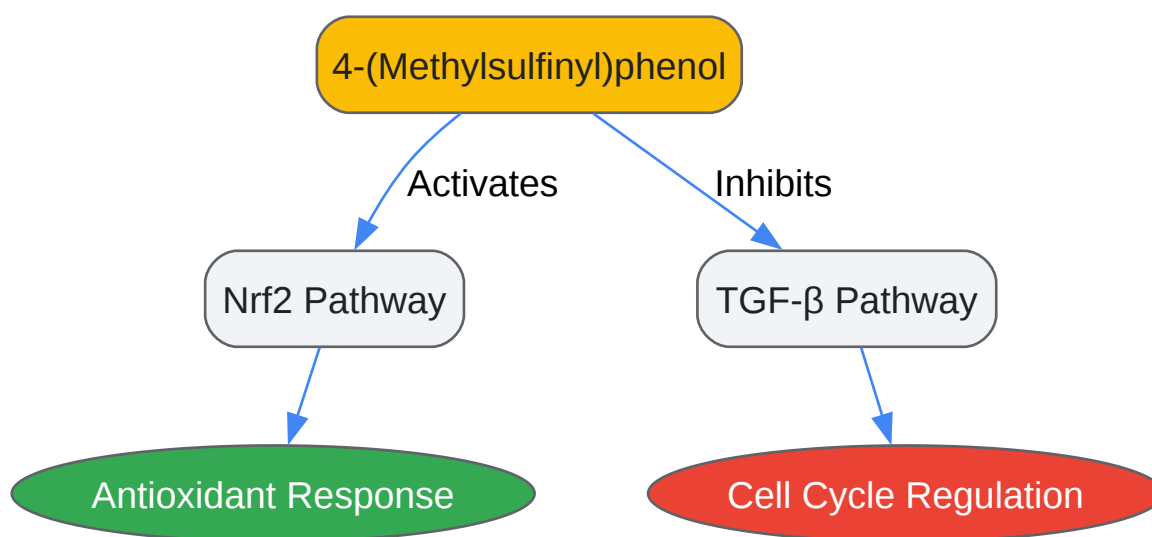 4-(Methylsulfinyl)phenol
Activates
Inhibits
Nrf2 Pathway
TGF-β Pathway
Antioxidant Response
Cell Cycle Regulation